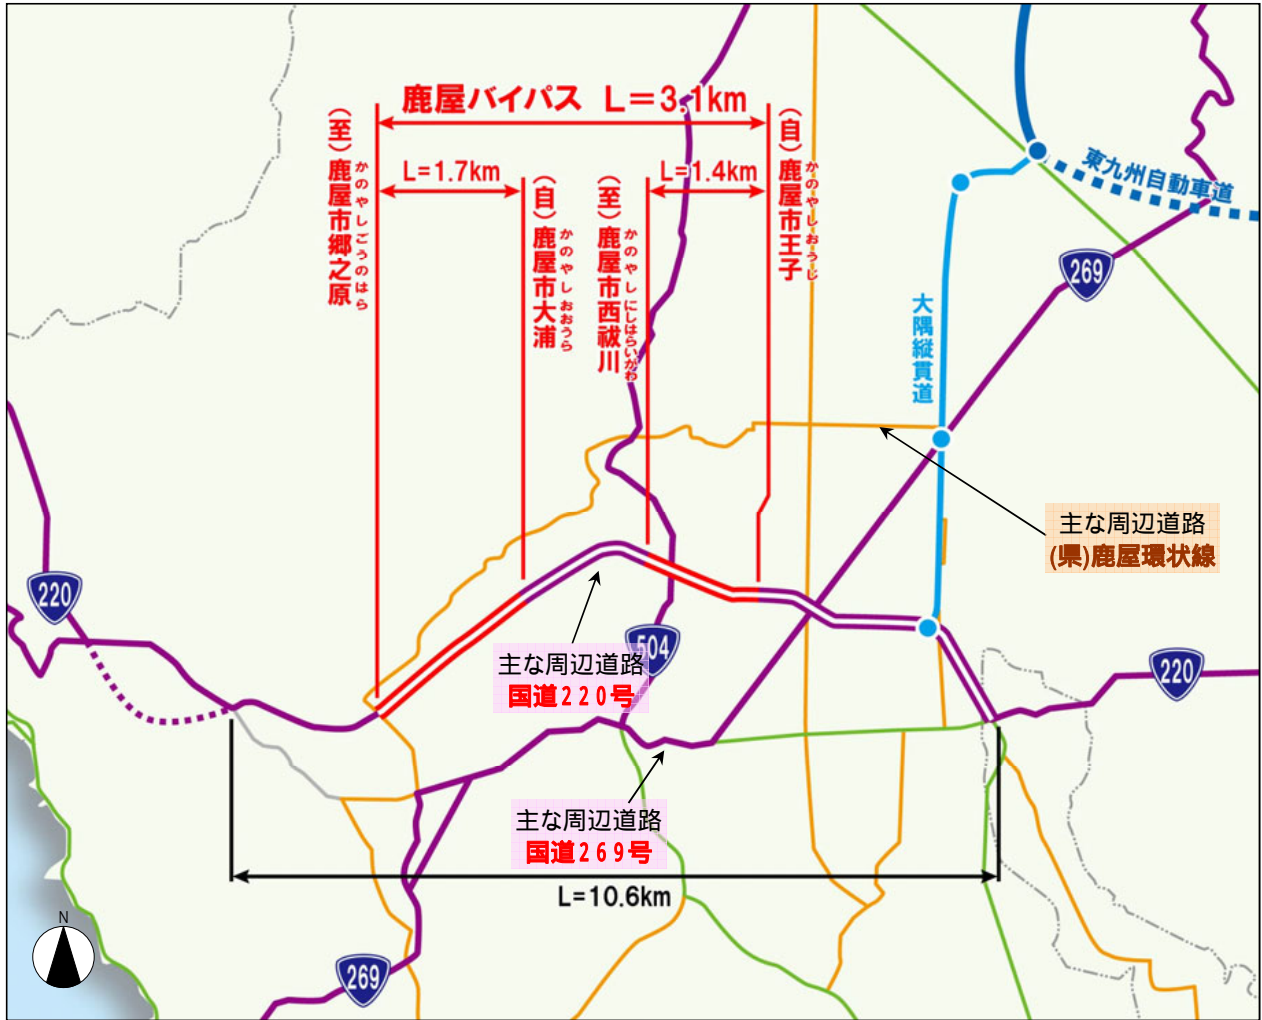 鹿屋バイパス L=3.1km
L=1.7km
L=1.4km
(至)鹿屋市郷之原
かのやしごうのはら
(自)鹿屋市大浦
かのやしおおうら
(至)鹿屋市西祓川
かのやしにしはらいがわ
(自)鹿屋市王子
かのやしおうじ
東九州自動車道
269
大隅縦貫道
主な周辺道路
(県)鹿屋環状線
220
504
主な周辺道路
国道220号
220
主な周辺道路
国道269号
L=10.6km
N
269